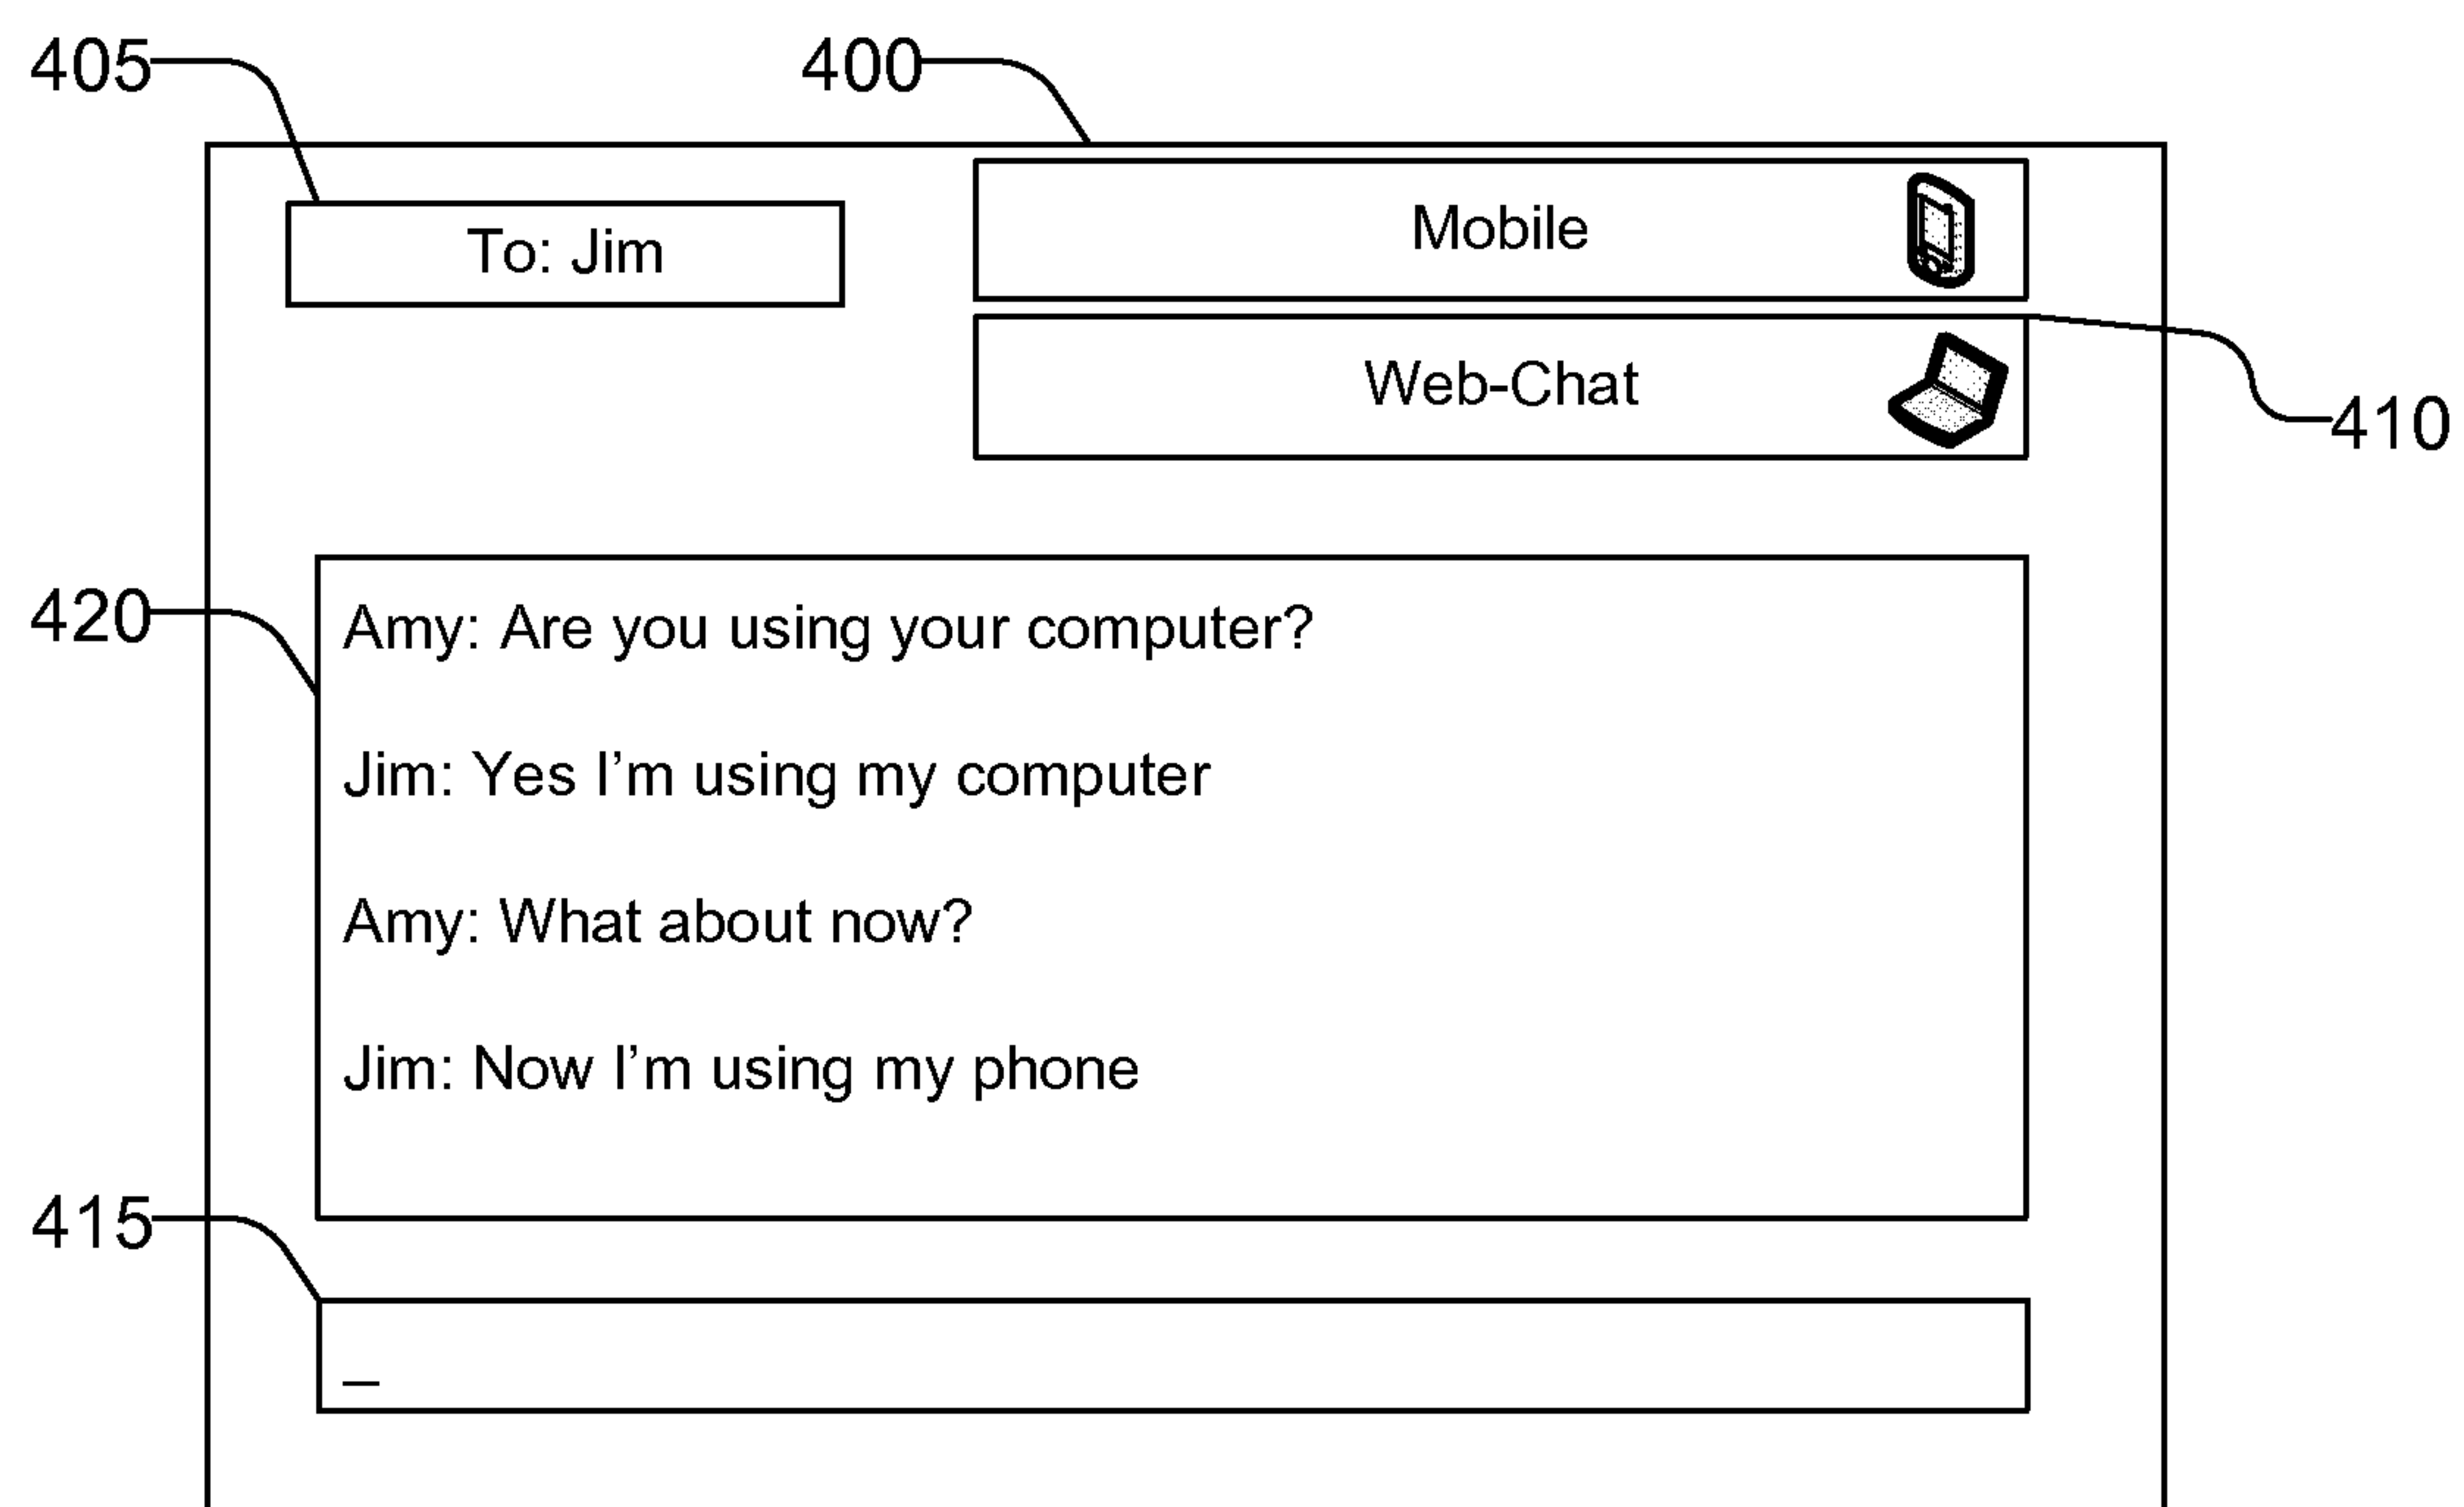 405
400
To: Jim
Mobile
Web-Chat
410
420
Amy: Are you using your computer?
Jim: Yes I’m using my computer
Amy: What about now?
Jim: Now I’m using my phone
415
_